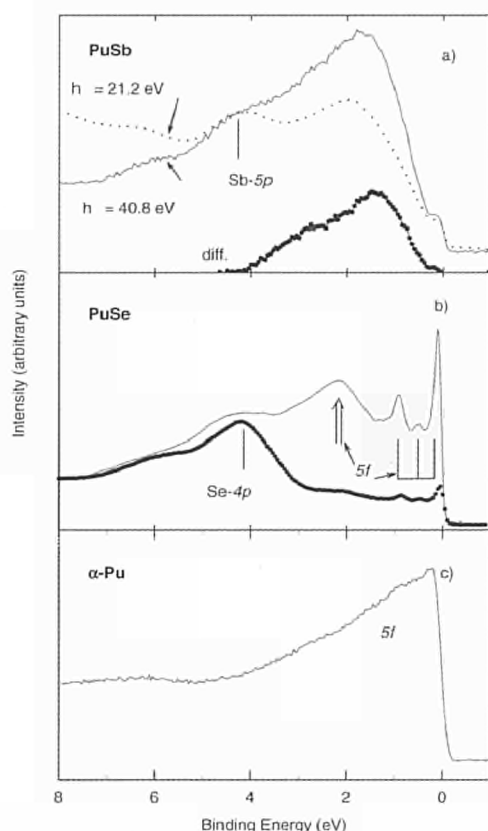 PuSb
a)
h = 21.2 eV
Sb-5p
h = 40.8 eV
diff.
PuSe
b)
5f
Se-4p
α-Pu
c)
5f
8
6
4
2
0
Binding Energy (eV)
Intensity (arbitrary units)